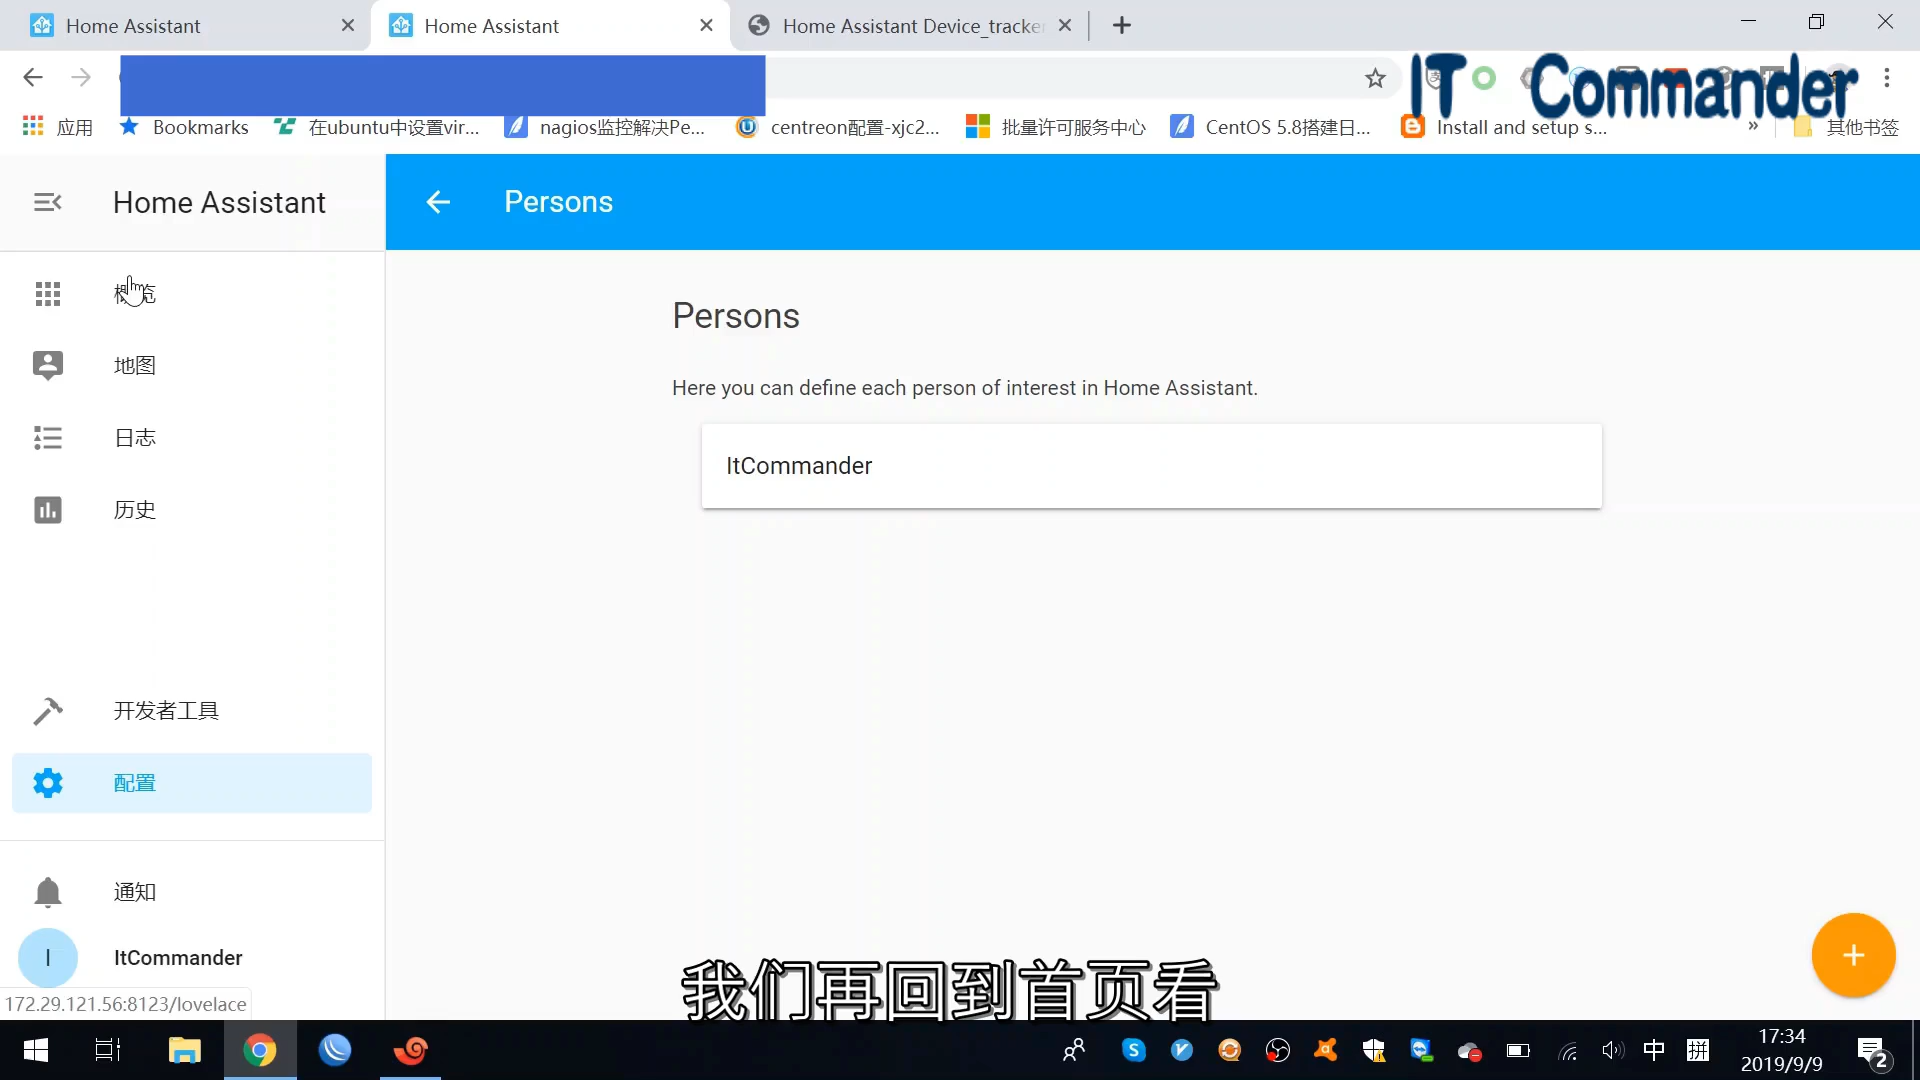 Home Assistant
Home Assistant
Home Assistant Device_tracker
IT Commander
应用
Bookmarks
在ubuntu中设置vir...
nagios监控解决Pe...
centreon配置-xjc2...
批量许可服务中心
CentOS 5.8搭建日...
Install and setup s...
»
其他书签
Home Assistant
Persons
概览
地图
日志
历史
开发者工具
配置
通知
I
ItCommander
172.29.121.56:8123/lovelace
Persons
Here you can define each person of interest in Home Assistant.
ItCommander
+
我们再回到首页看
中
拼
17:34
2019/9/9
2